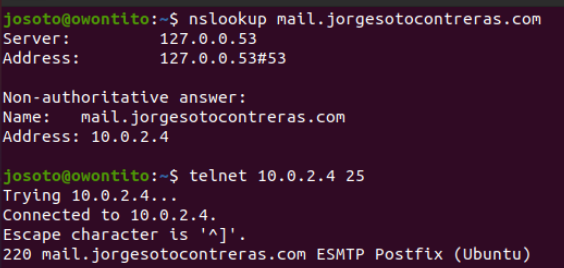 josoto@owontito:~$ nslookup mail.jorgesotocontreras.com
Server:         127.0.0.53
Address:        127.0.0.53#53

Non-authoritative answer:
Name:   mail.jorgesotocontreras.com
Address: 10.0.2.4

josoto@owontito:~$ telnet 10.0.2.4 25
Trying 10.0.2.4...
Connected to 10.0.2.4.
Escape character is '^]'.
220 mail.jorgesotocontreras.com ESMTP Postfix (Ubuntu)